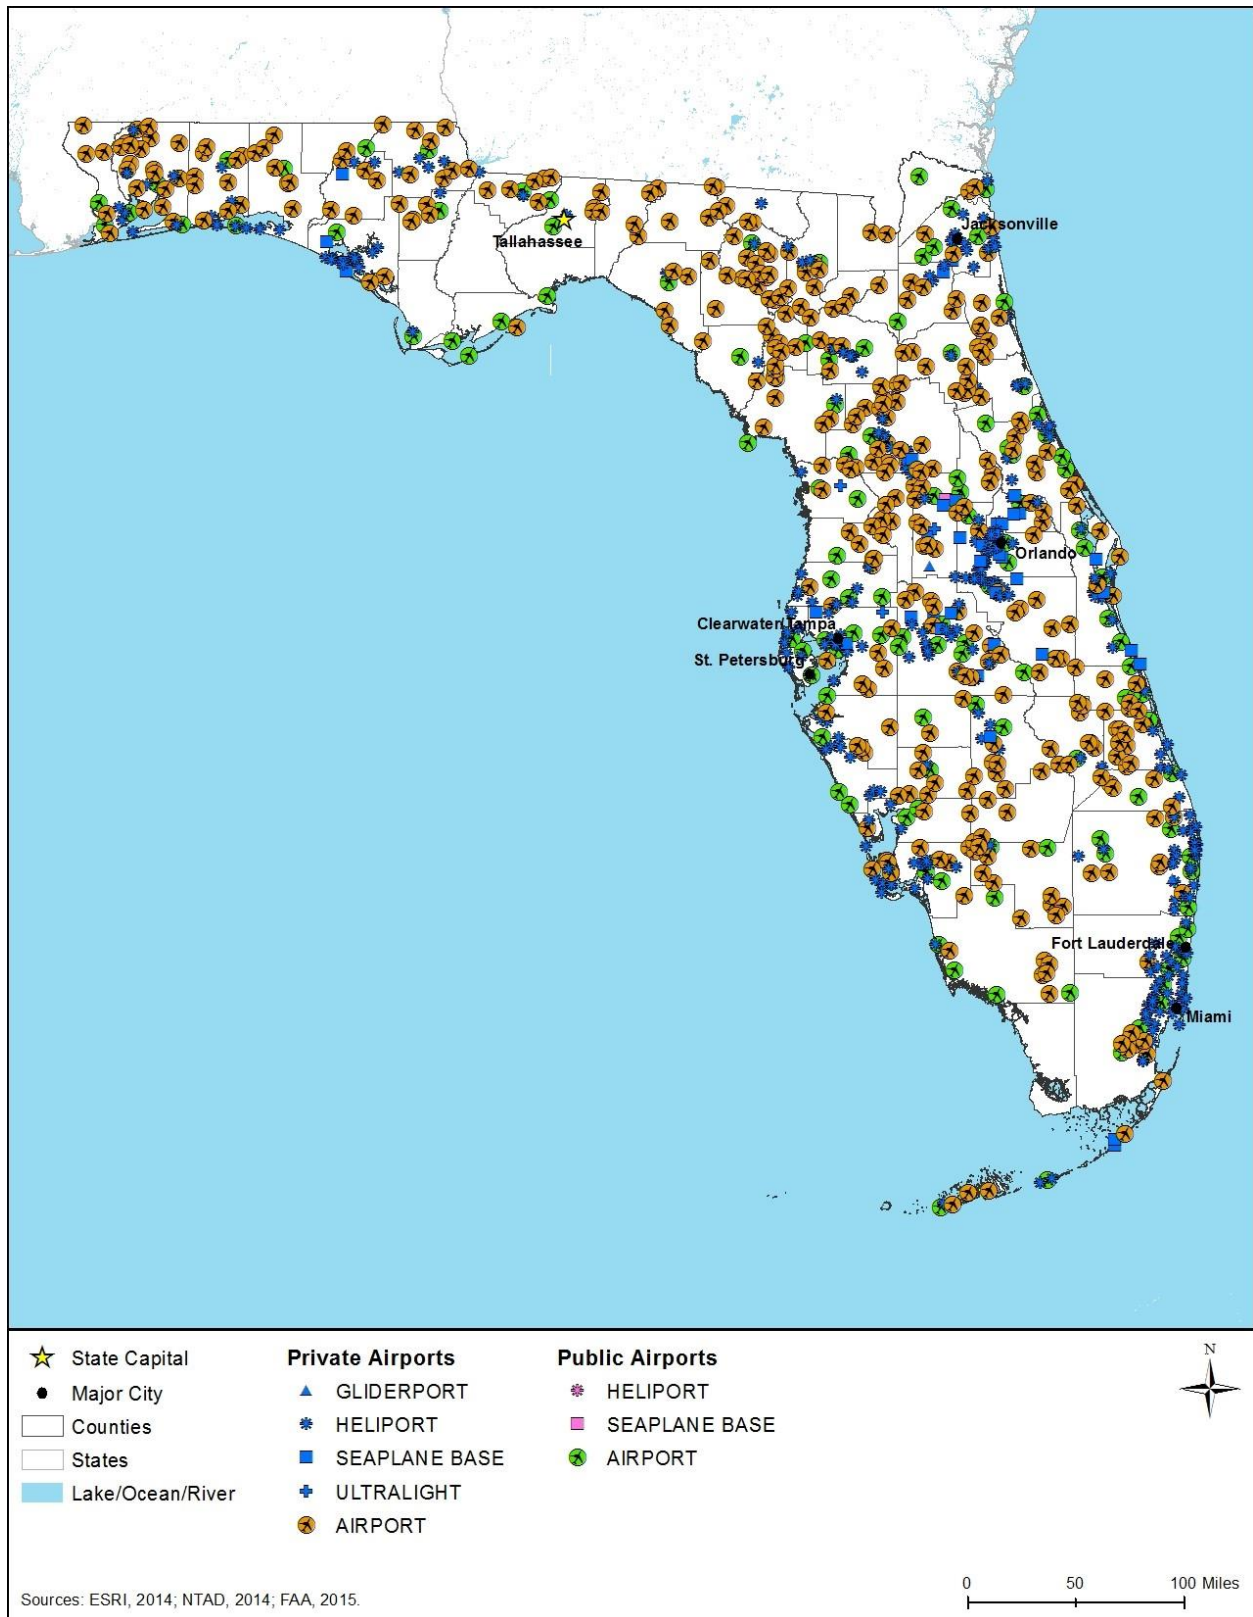 Jacksonville
Tallahassee
Orlando
Clearwater
Tampa
St. Petersburg
Fort Lauderdale
Miami
State Capital
Major City
Counties
States
Lake/Ocean/River
Private Airports
GLIDERPORT
HELIPORT
SEAPLANE BASE
ULTRALIGHT
AIRPORT
Public Airports
HELIPORT
SEAPLANE BASE
AIRPORT
N
0 50 100 Miles
Sources: ESRI, 2014; NTAD, 2014; FAA, 2015.